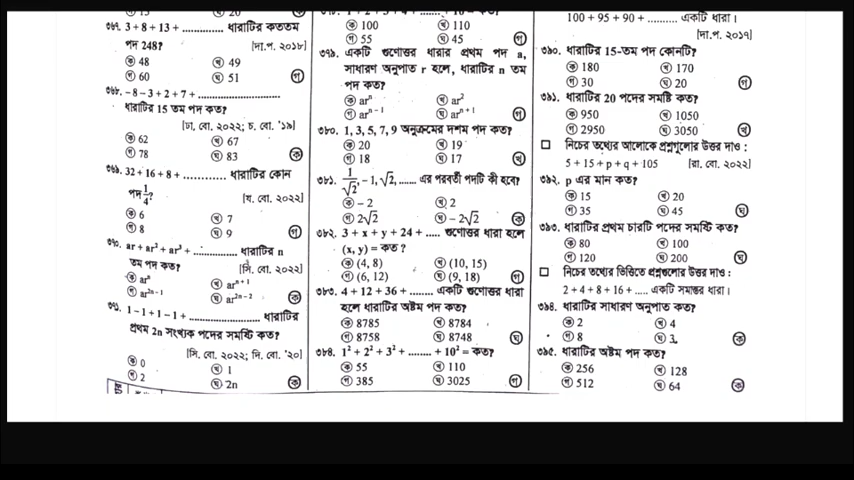 ৩৬৭. 3 + 8 + 13 + ............. ধারাটির কততম
পদ 248? [দা.প. ২০১৮]
ক 48 খ 49
গ 60 ঘ 51 গ
৩৬৮. – 8 – 3 + 2 + 7 + ..........................
ধারাটির 15 তম পদ কত?
[ঢা. বো. ২০২২; চ. বো. '১৯]
ক 62 খ 67
গ 78 ঘ 83 ক
৩৬৯. 32 + 16 + 8 + ............ ধারাটির কোন
পদ 1/4? [য. বো. ২০২২]
ক 6 খ 7
গ 8 ঘ 9 গ
৩৭০. ar + ar² + ar³ + .............. ধারাটির n
তম পদ কত? [সি. বো. ২০২২]
ক arⁿ খ arⁿ⁺¹
গ ar²ⁿ⁻¹ ঘ ar²ⁿ⁻² ক
৩৭১. 1 – 1 + 1 – 1 + .................... ধারাটির
প্রথম 2n সংখ্যক পদের সমষ্টি কত?
[সি. বো. ২০২২; দি. বো. '২০]
ক 0 খ 1
গ 2 ঘ 2n ক
ক 100 খ 110
গ 55 ঘ 45 গ
৩৭৯. একটি গুণোত্তর ধারার প্রথম পদ a,
সাধারণ অনুপাত r হলে, ধারাটির n তম
পদ কত?
ক arⁿ খ ar²
গ arⁿ⁻¹ ঘ arⁿ⁺¹ গ
৩৮০. 1, 3, 5, 7, 9 অনুক্রমের দশম পদ কত?
ক 20 খ 19
গ 18 ঘ 17 খ
৩৮১. 1/√2, – 1, √2, ...... এর পরবর্তী পদটি কী হবে?
ক – 2 খ 2
গ 2√2 ঘ – 2√2 ক
৩৮২. 3 + x + y + 24 + ..... গুণোত্তর ধারা হলে
(x, y) = কত ?
ক (4, 8) খ (10, 15)
গ (6, 12) ঘ (9, 18) গ
৩৮৩. 4 + 12 + 36 + ........ একটি গুণোত্তর ধারা
হলে ধারাটির অষ্টম পদ কত?
ক 8785 খ 8784
গ 8758 ঘ 8748 ঘ
৩৮৪. 1² + 2² + 3² + ........ + 10² = কত?
ক 55 খ 110
গ 385 ঘ 3025 গ
100 + 95 + 90 + .......... একটি ধারা।
[দা.প. ২০১৭]
৩৯০. ধারাটির 15-তম পদ কোনটি?
ক 180 খ 170
গ 30 ঘ 20 গ
৩৯১. ধারাটির 20 পদের সমষ্টি কত?
ক 950 খ 1050
গ 2950 ঘ 3050 খ
□ নিচের তথ্যের আলোকে প্রশ্নগুলোর উত্তর দাও :
5 + 15 + p + q + 105 [রা. বো. ২০২২]
৩৯২. p এর মান কত?
ক 15 খ 20
গ 35 ঘ 45 ঘ
৩৯৩. ধারাটির প্রথম চারটি পদের সমষ্টি কত?
ক 80 খ 100
গ 120 ঘ 200 ঘ
□ নিচের তথ্যের ভিত্তিতে প্রশ্নগুলোর উত্তর দাও :
2 + 4 + 8 + 16 + ..... একটি সমান্তর ধারা।
৩৯৪. ধারাটির সাধারণ অনুপাত কত?
ক 2 খ 4
গ 8 ঘ 3 ক
৩৯৫. ধারাটির অষ্টম পদ কত?
ক 256 খ 128
গ 512 ঘ 64 ক